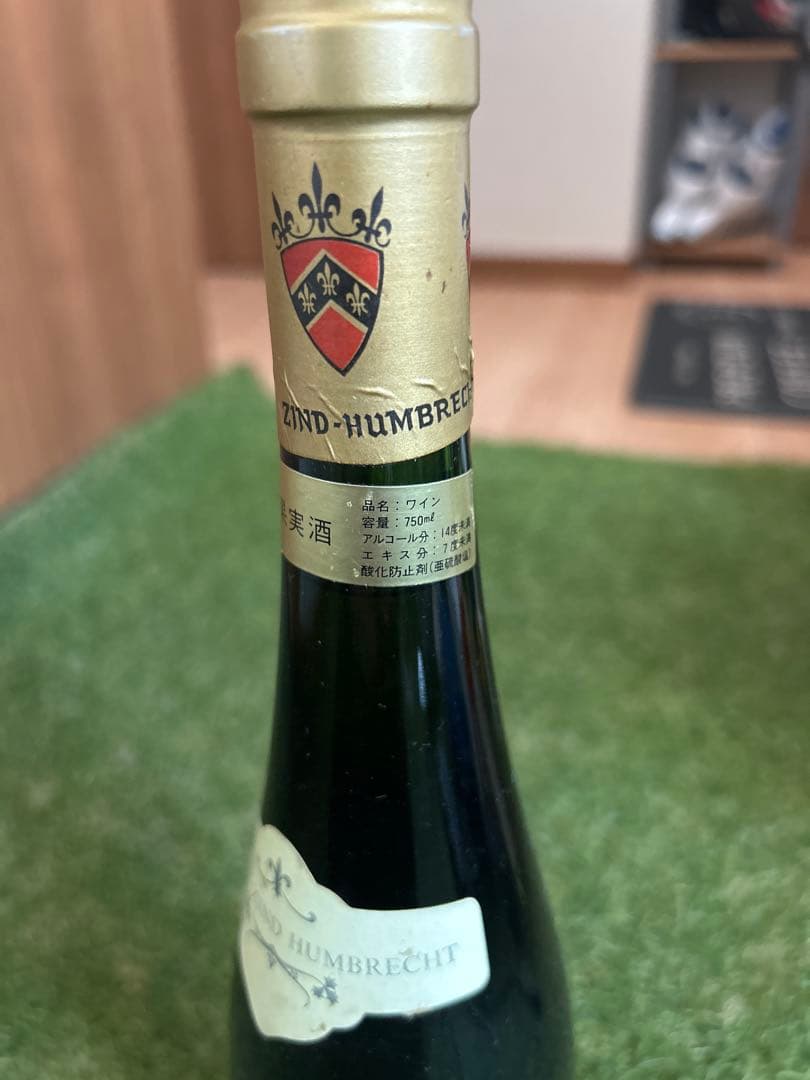 ZIND-HUMBRECHT
果実酒
品名:ワイン
容量:750mℓ
アルコール分:14度未満
エキス分:7度未満
酸化防止剤(亜硫酸塩)
ZIND HUMBRECHT